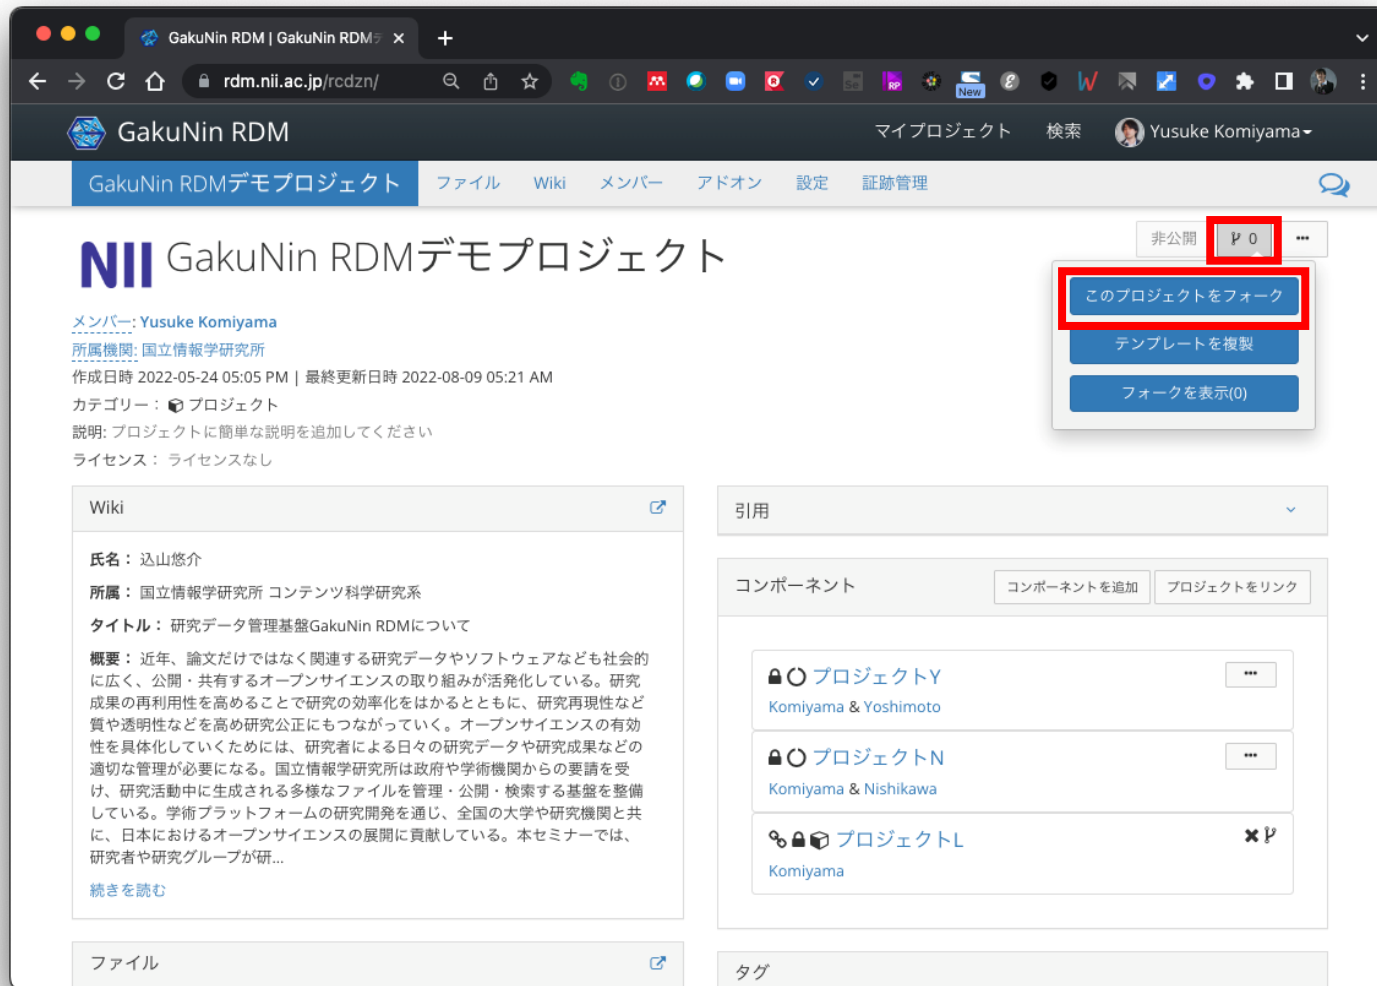 GakuNin RDM | GakuNin RDMデ
rdm.nii.ac.jp/rcdzn/
New
GakuNin RDM
マイプロジェクト 検索 Yusuke Komiyama
GakuNin RDMデモプロジェクト ファイル Wiki メンバー アドオン 設定 証跡管理
非公開 0 ...
NII GakuNin RDMデモプロジェクト
このプロジェクトをフォーク
テンプレートを複製
フォークを表示(0)
メンバー: Yusuke Komiyama
所属機関: 国立情報学研究所
作成日時 2022-05-24 05:05 PM | 最終更新日時 2022-08-09 05:21 AM
カテゴリー： プロジェクト
説明: プロジェクトに簡単な説明を追加してください
ライセンス： ライセンスなし
Wiki
氏名： 込山悠介
所属： 国立情報学研究所 コンテンツ科学研究系
タイトル： 研究データ管理基盤GakuNin RDMについて
概要： 近年、論文だけではなく関連する研究データやソフトウェアなども社会的
に広く、公開・共有するオープンサイエンスの取り組みが活発化している。研究
成果の再利用性を高めることで研究の効率化をはかるとともに、研究再現性など
質や透明性などを高め研究公正にもつながっていく。オープンサイエンスの有効
性を具体化していくためには、研究者による日々の研究データや研究成果などの
適切な管理が必要になる。国立情報学研究所は政府や学術機関からの要請を受
け、研究活動中に生成される多様なファイルを管理・公開・検索する基盤を整備
している。学術プラットフォームの研究開発を通じ、全国の大学や研究機関と共
に、日本におけるオープンサイエンスの展開に貢献している。本セミナーでは、
研究者や研究グループが研...
続きを読む
ファイル
引用
コンポーネント コンポーネントを追加 プロジェクトをリンク
プロジェクトY ...
Komiyama & Yoshimoto
プロジェクトN ...
Komiyama & Nishikawa
プロジェクトL
Komiyama
タグ